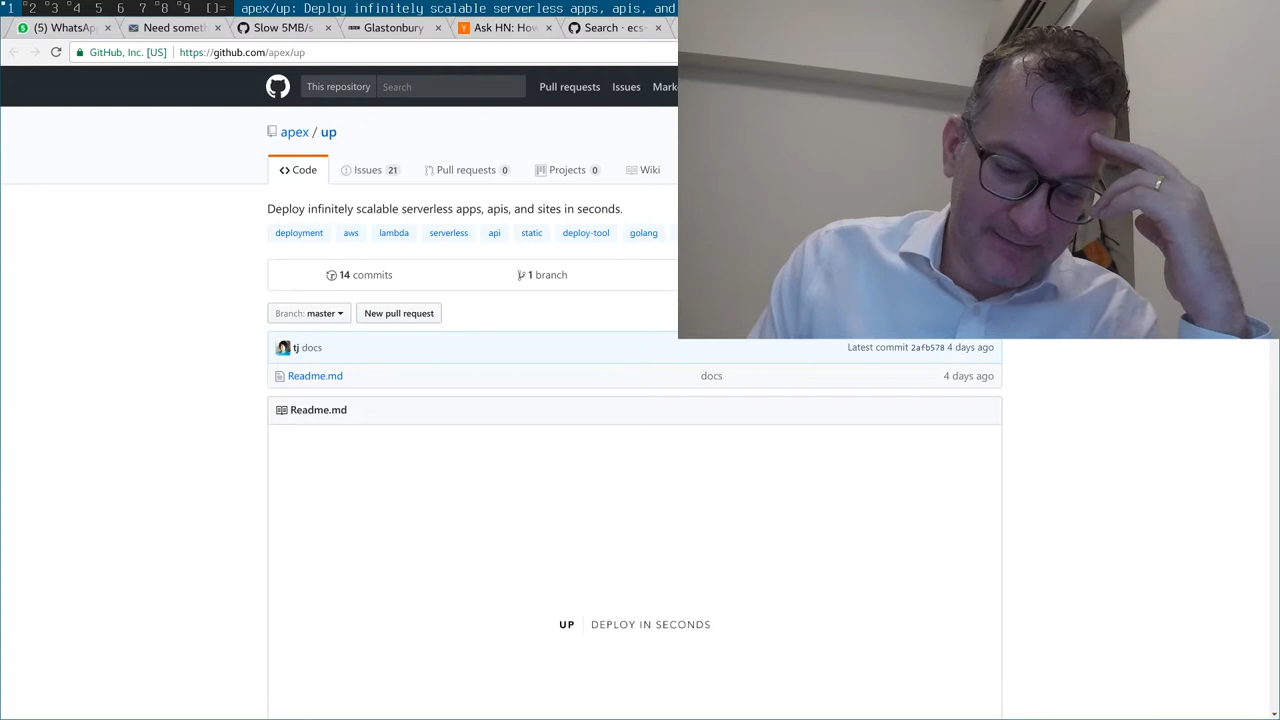 1 2 3 4 5 6 7 8 9 []= apex/up: Deploy infinitely scalable serverless apps, apis, and
(5) WhatsAp Need someth Slow 5MB/s Glastonbury Ask HN: How Search · ecs-
GitHub, Inc. [US] https://github.com/apex/up
This repository Search Pull requests Issues Mark
apex / up
Code Issues 21 Pull requests 0 Projects 0 Wiki
Deploy infinitely scalable serverless apps, apis, and sites in seconds.
deployment aws lambda serverless api static deploy-tool golang
14 commits 1 branch
Branch: master New pull request
tj docs Latest commit 2afb578 4 days ago
Readme.md docs 4 days ago
Readme.md
UP DEPLOY IN SECONDS